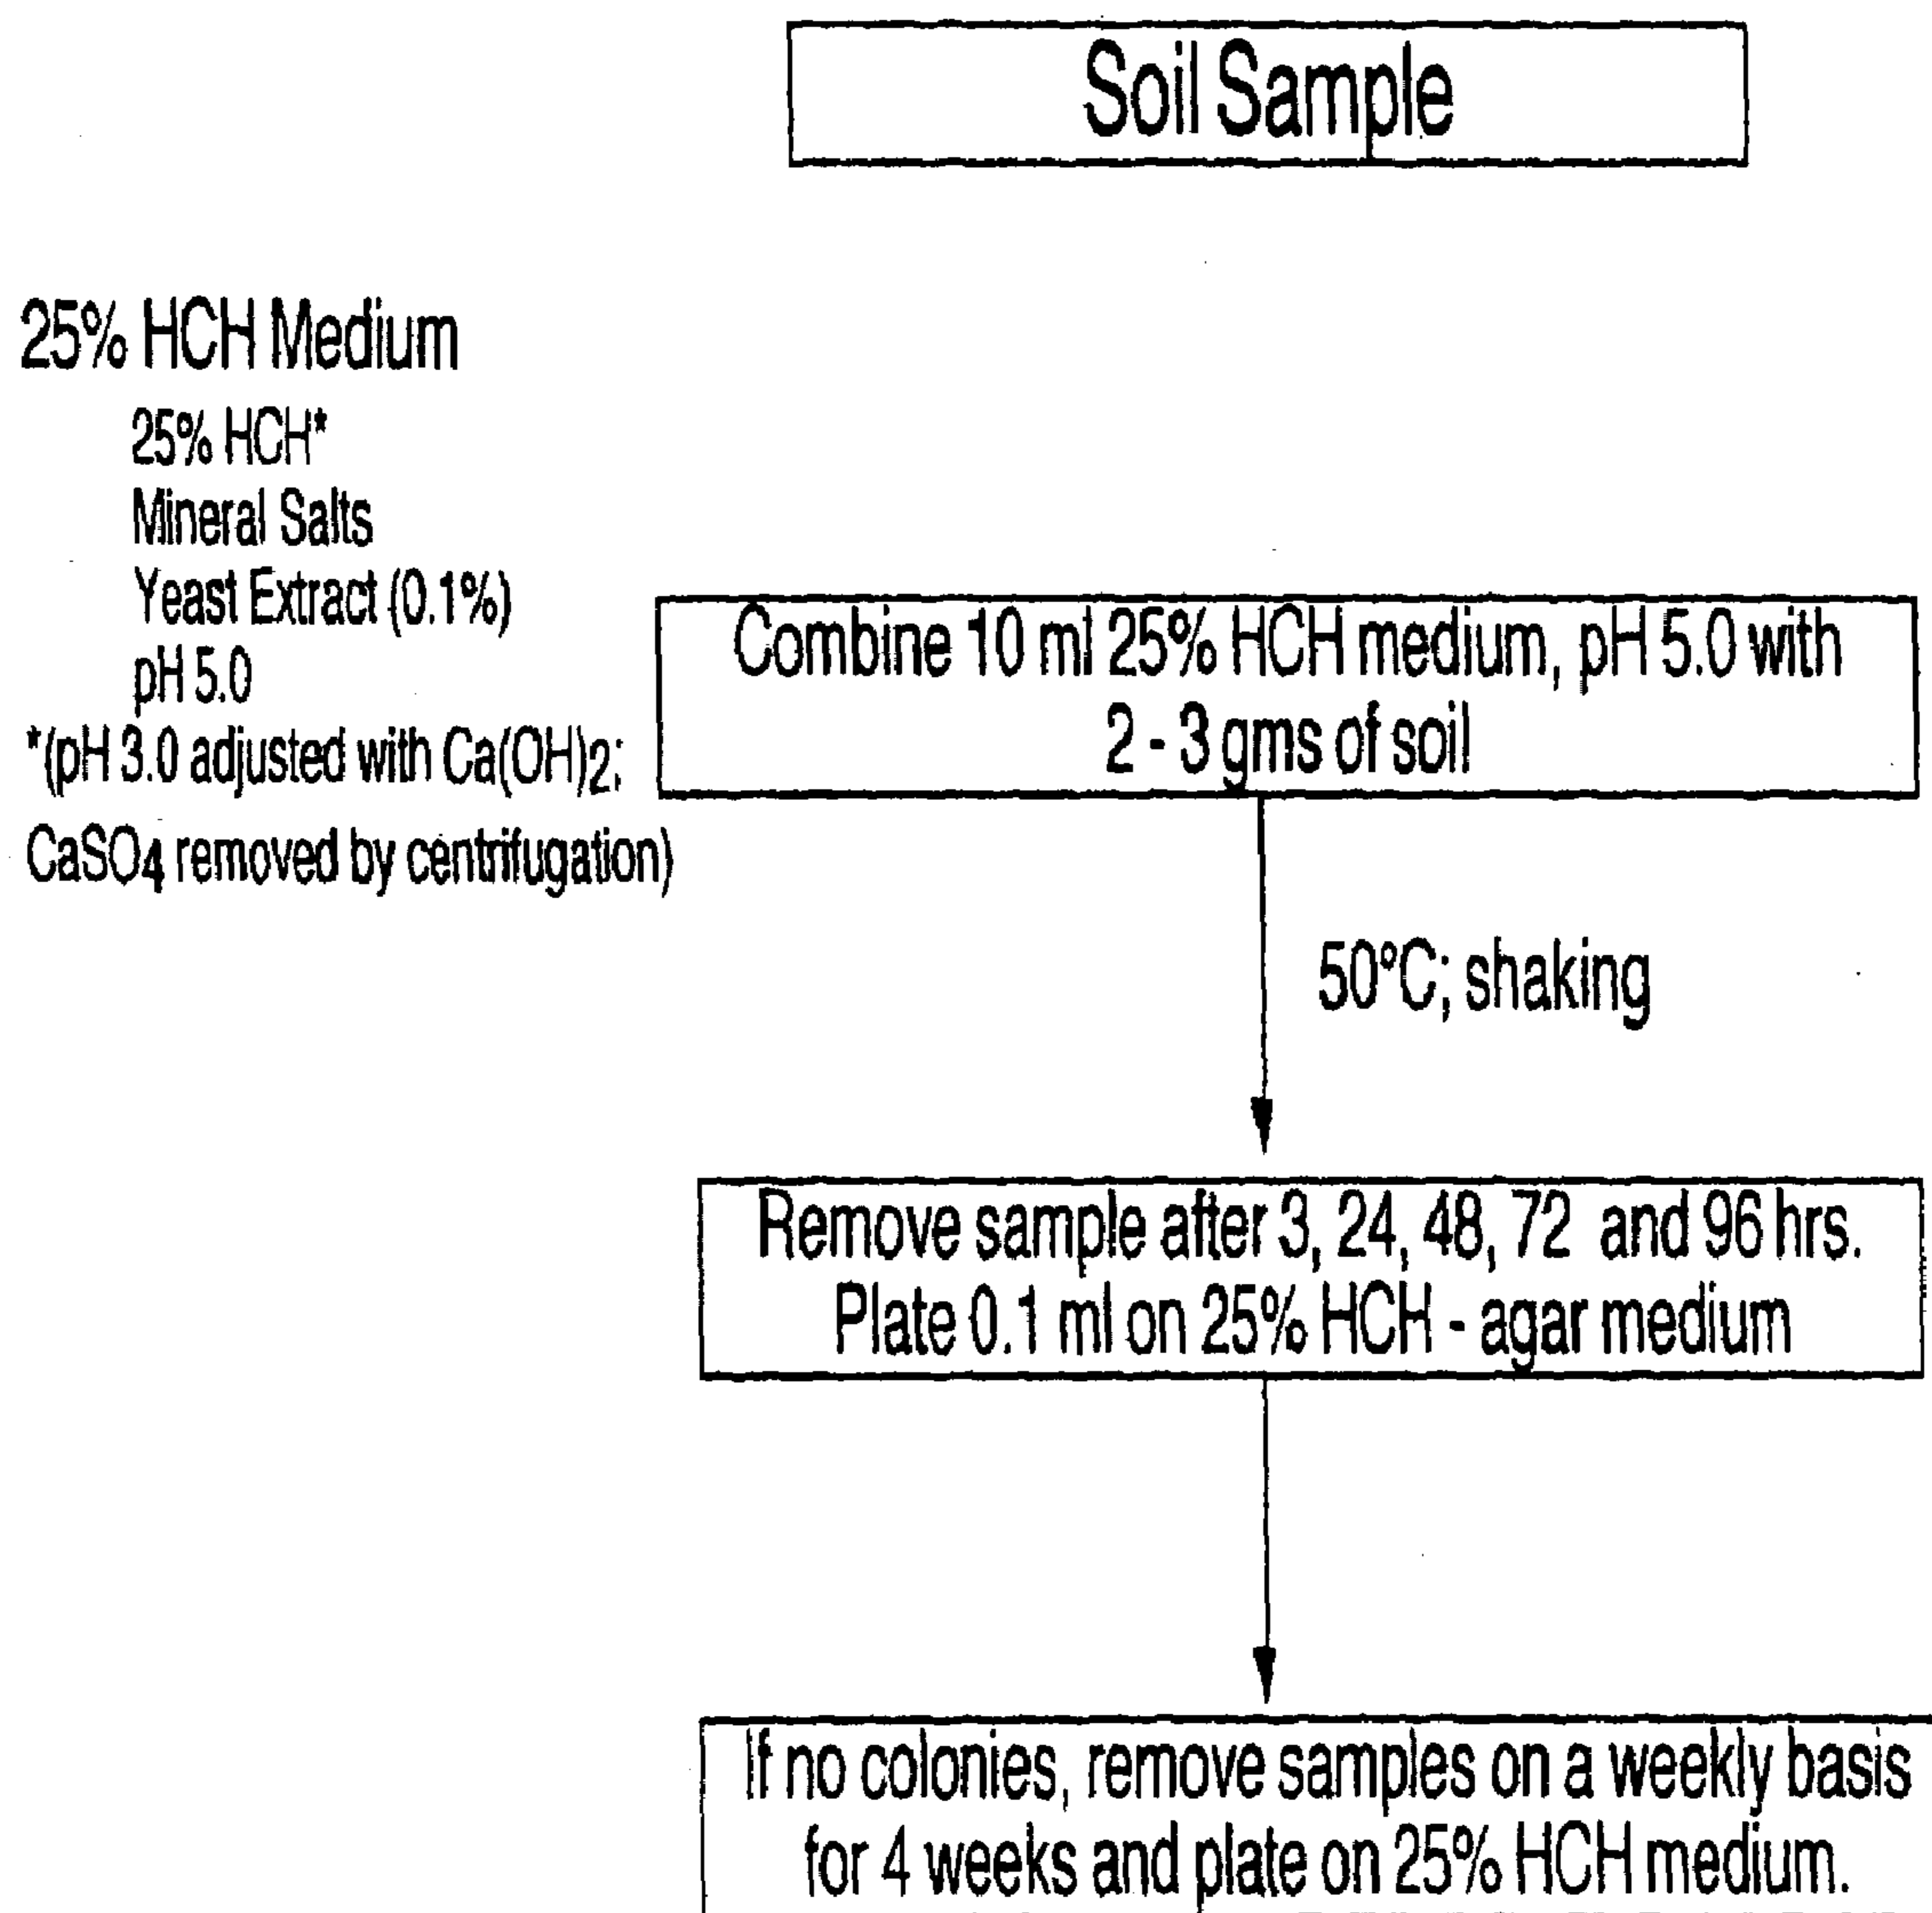 Soil Sample
25% HCH Medium
25% HCH*
Mineral Salts
Yeast Extract (0.1%)
pH 5.0
*(pH 3.0 adjusted with Ca(OH)2;
CaSO4 removed by centrifugation)
Combine 10 ml 25% HCH medium, pH 5.0 with
2 - 3 gms of soil
50°C; shaking
Remove sample after 3, 24, 48, 72 and 96 hrs.
Plate 0.1 ml on 25% HCH - agar medium
If no colonies, remove samples on a weekly basis
for 4 weeks and plate on 25% HCH medium.